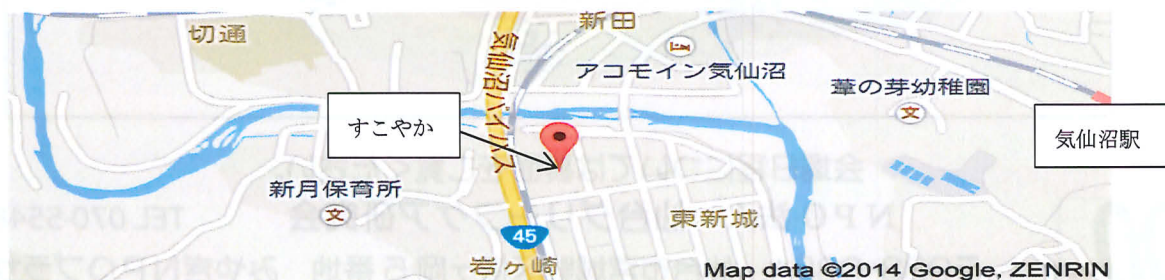 新田
切通
気仙沼バイパス
アコモイン気仙沼
葦の芽幼稚園
文
すこやか
気仙沼駅
新月保育所
文
東新城
45
岩ヶ崎
Map data ©2014 Google, ZENRIN